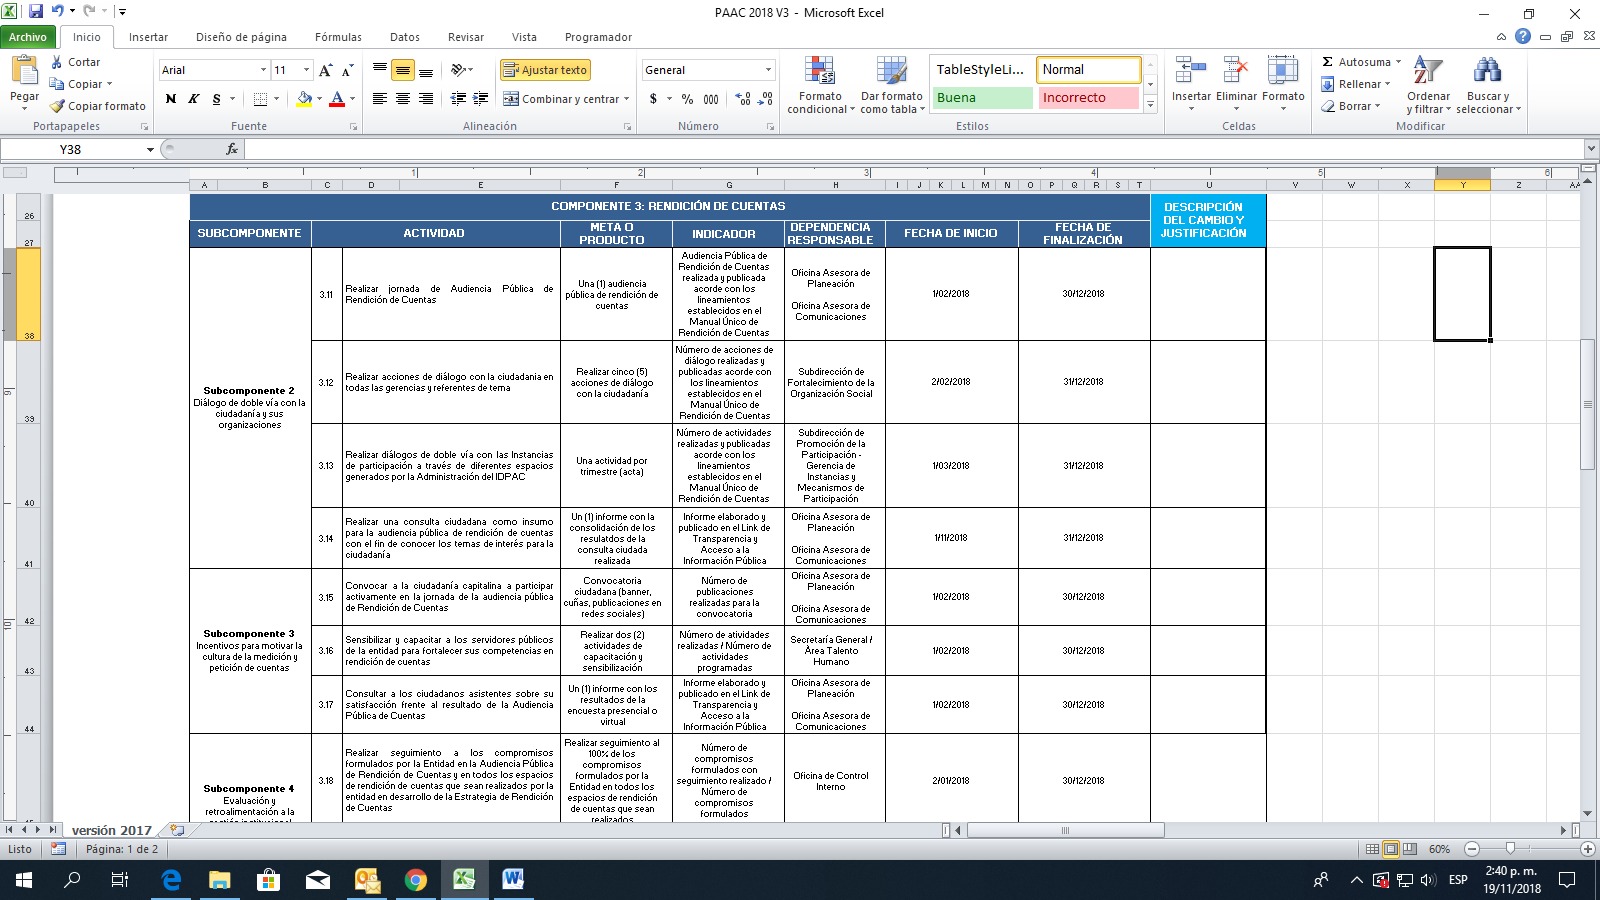 PAAC 2018 V3 - Microsoft Excel
Archivo Inicio Insertar Diseño de página Fórmulas Datos Revisar Vista Programador
Pegar
Cortar
Copiar
Copiar formato
Portapapeles
Arial 11
N K S
Fuente
Ajustar texto
Combinar y centrar
Alineación
General
$ % 000
Número
Formato
condicional
Dar formato
como tabla
TableStyleLi... Normal
Buena Incorrecto
Estilos
Insertar Eliminar Formato
Celdas
Autosuma
Rellenar
Borrar
Ordenar
y filtrar
Buscar y
seleccionar
Modificar
Y38 fx
1 2 3 4 5 6
A B C D E F G H I J K L M N O P Q R S T U V W X Y Z AA
26
COMPONENTE 3: RENDICIÓN DE CUENTAS
DESCRIPCIÓN
DEL CAMBIO Y
JUSTIFICACIÓN
27
SUBCOMPONENTE
ACTIVIDAD
META O
PRODUCTO
INDICADOR
DEPENDENCIA
RESPONSABLE
FECHA DE INICIO
FECHA DE
FINALIZACIÓN
38
Subcomponente 2
Diálogo de doble vía con la
ciudadanía y sus
organizaciones
3.11
Realizar jornada de Audiencia Pública de
Rendición de Cuentas
Una (1) audiencia
pública de rendición de
cuentas
Audiencia Pública de
Rendición de Cuentas
realizada y publicada
acorde con los
lineamientos
establecidos en el
Manual Único de
Rendición de Cuentas
Oficina Asesora de
Planeación
Oficina Asesora de
Comunicaciones
1/02/2018
30/12/2018
39
3.12
Realizar acciones de diálogo con la ciudadania en
todas las gerencias y referentes de tema
Realizar cinco (5)
acciones de diálogo
con la ciudadanía
Número de acciones de
diálogo realizadas y
publicadas acorde con
los lineamientos
establecidos en el
Manual Único de
Rendición de Cuentas
Subdirección de
Fortalecimiento de la
Organización Social
2/02/2018
31/12/2018
40
3.13
Realizar diálogos de doble vía con las Instancias
de participación a través de diferentes espacios
generados por la Administración del IDPAC
Una actividad por
trimestre (acta)
Número de actividades
realizadas y publicadas
acorde con los
lineamientos
establecidos en el
Manual Único de
Rendición de Cuentas
Subdirección de
Promoción de la
Participación -
Gerencia de
Instancias y
Mecanismos de
Participación
1/03/2018
31/12/2018
41
3.14
Realizar una consulta ciudadana como insumo
para la audiencia pública de rendición de cuentas
con el fin de conocer los temas de interés para la
ciudadanía
Un (1) informe con la
consolidación de los
resulatdos de la
consulta ciudada
realizada
Informe elaborado y
publicado en el Link de
Transparencia y
Acceso a la
Información Pública
Oficina Asesora de
Planeación
Oficina Asesora de
Comunicaciones
1/11/2018
31/12/2018
42
Subcomponente 3
Incentivos para motivar la
cultura de la medición y
petición de cuentas
3.15
Convocar a la ciudadanía capitalina a participar
activamente en la jornada de la audiencia pública
de Rendición de Cuentas
Convocatoria
ciudadana (banner,
cuñas, publicaciones en
redes sociales)
Número de
publicaciones
realizadas para la
convocatoria
Oficina Asesora de
Planeación
Oficina Asesora de
Comunicaciones
1/02/2018
30/12/2018
43
3.16
Sensibilizar y capacitar a los servidores públicos
de la entidad para fortalecer sus competencias en
rendición de cuentas
Realizar dos (2)
actividades de
capacitación y
sensibilización
Número de atividades
realizadas / Número de
actividades
programadas
Secretaría General /
Área Talento
Humano
1/02/2018
30/12/2018
44
3.17
Consultar a los ciudadanos asistentes sobre su
satisfacción frente al resultado de la Audiencia
Pública de Cuentas
Un (1) informe con los
resultados de la
encuesta presencial o
virtual
Informe elaborado y
publicado en el Link de
Transparencia y
Acceso a la
Información Pública
Oficina Asesora de
Planeación
Oficina Asesora de
Comunicaciones
1/02/2018
30/12/2018
Subcomponente 4
Evaluación y
retroalimentación a la
3.18
Realizar seguimiento a los compromisos
formulados por la Entidad en la Audiencia Pública
de Rendición de Cuentas y en todos los espacios
de rendición de cuentas que sean realizados por la
entidad en desarrollo de la Estrategia de Rendición
de Cuentas
Realizar seguimiento al
100% de los
compromisos
formulados por la
Entidad en todos los
espacios de rendición
de cuentas que sean
realizados
Número de
compromisos
formulados con
seguimiento realizado /
Número de
compromisos
formulados
Oficina de Control
Interno
2/01/2018
30/12/2018
versión 2017
Listo Página: 1 de 2 60%
ESP
2:40 p. m.
19/11/2018